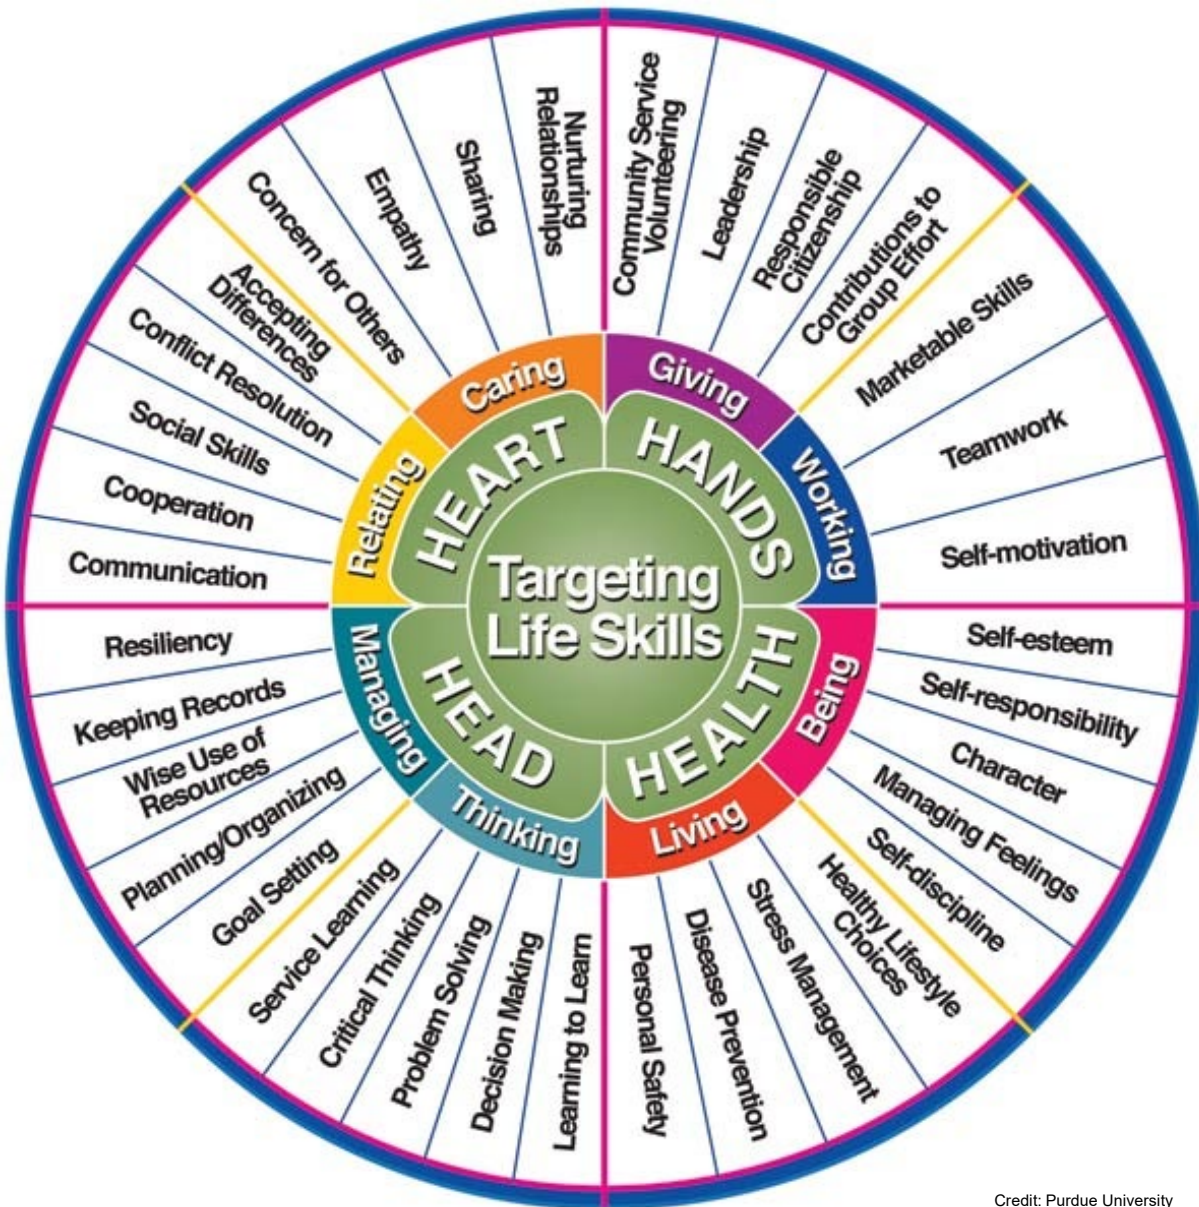 Targeting
Life Skills
HEART
HANDS
HEALTH
HEAD
Caring
Giving
Working
Being
Living
Thinking
Managing
Relating
Community Service
Volunteering
Leadership
Responsible
Citizenship
Contributions to
Group Effort
Marketable Skills
Teamwork
Self-motivation
Self-esteem
Self-responsibility
Character
Managing Feelings
Self-discipline
Healthy Lifestyle
Choices
Stress Management
Disease Prevention
Personal Safety
Learning to Learn
Decision Making
Problem Solving
Critical Thinking
Service Learning
Goal Setting
Planning/Organizing
Wise Use of
Resources
Keeping Records
Resiliency
Communication
Cooperation
Social Skills
Conflict Resolution
Accepting
Differences
Concern for Others
Empathy
Sharing
Nurturing
Relationships
Credit: Purdue University